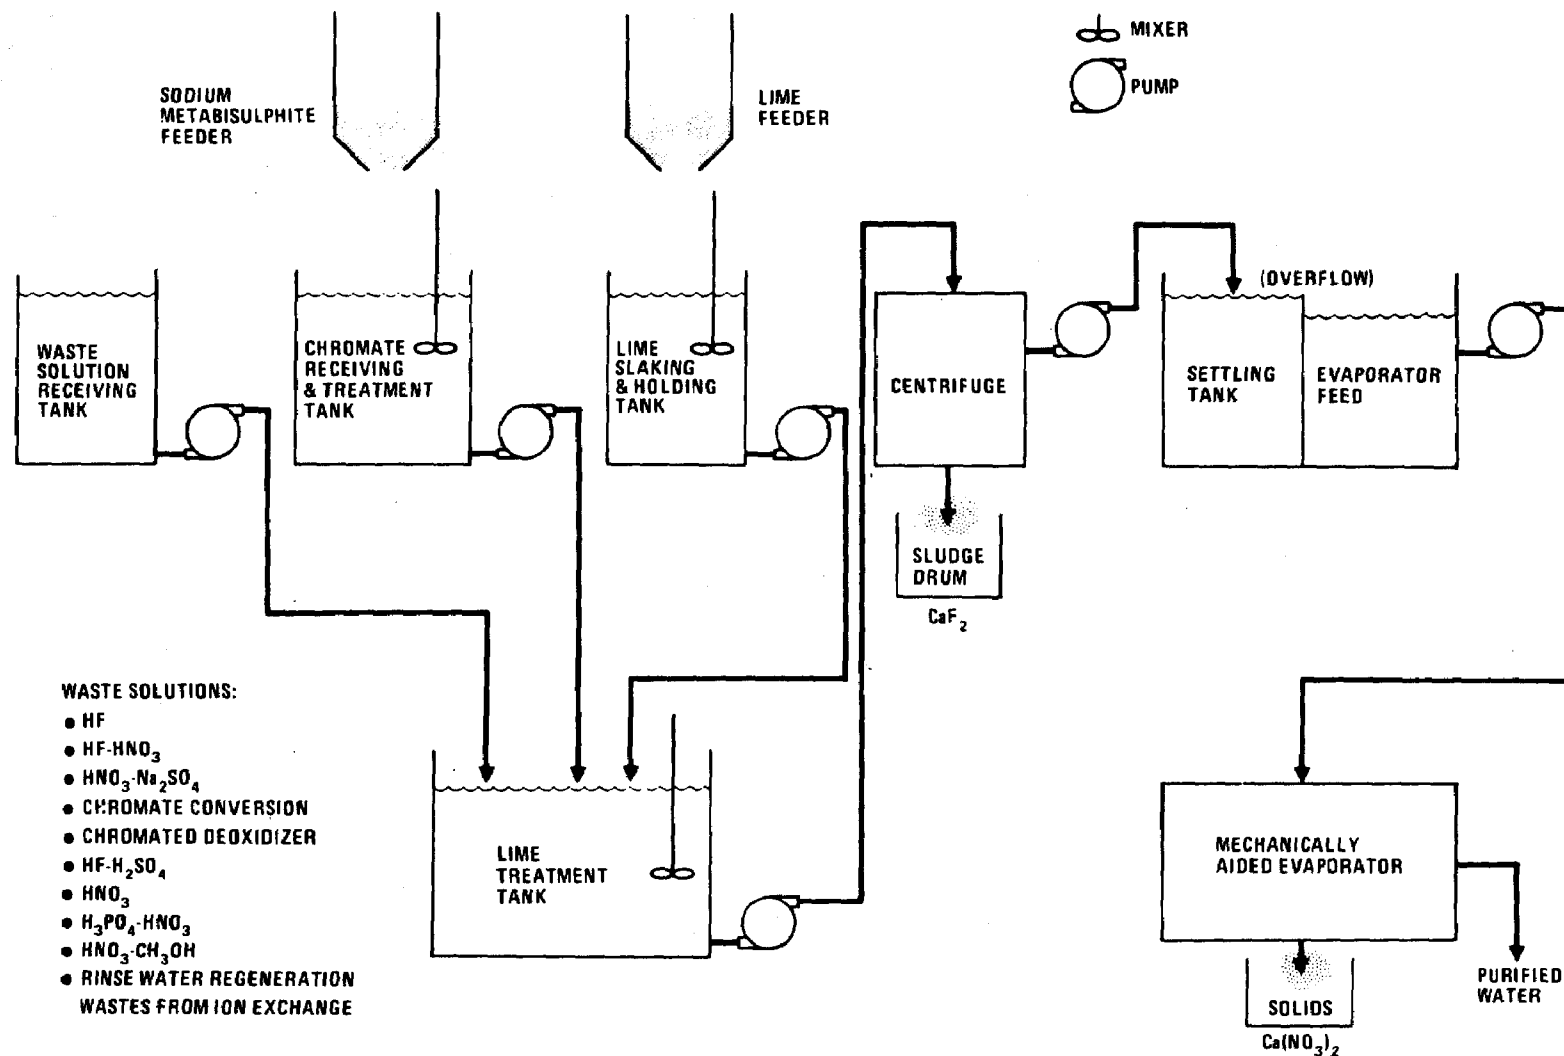 MIXER
PUMP
SODIUM
METABISULPHITE
FEEDER
LIME
FEEDER
WASTE
SOLUTION
RECEIVING
TANK
CHROMATE
RECEIVING
& TREATMENT
TANK
LIME
SLAKING
& HOLDING
TANK
CENTRIFUGE
(OVERFLOW)
SETTLING
TANK
EVAPORATOR
FEED
SLUDGE
DRUM
CaF₂
WASTE SOLUTIONS:
● HF
● HF-HNO₃
● HNO₃-Na₂SO₄
● CHROMATE CONVERSION
● CHROMATED DEOXIDIZER
● HF-H₂SO₄
● HNO₃
● H₃PO₄-HNO₃
● HNO₃-CH₃OH
● RINSE WATER REGENERATION
WASTES FROM ION EXCHANGE
LIME
TREATMENT
TANK
MECHANICALLY
AIDED EVAPORATOR
SOLIDS
Ca(NO₃)₂
PURIFIED
WATER